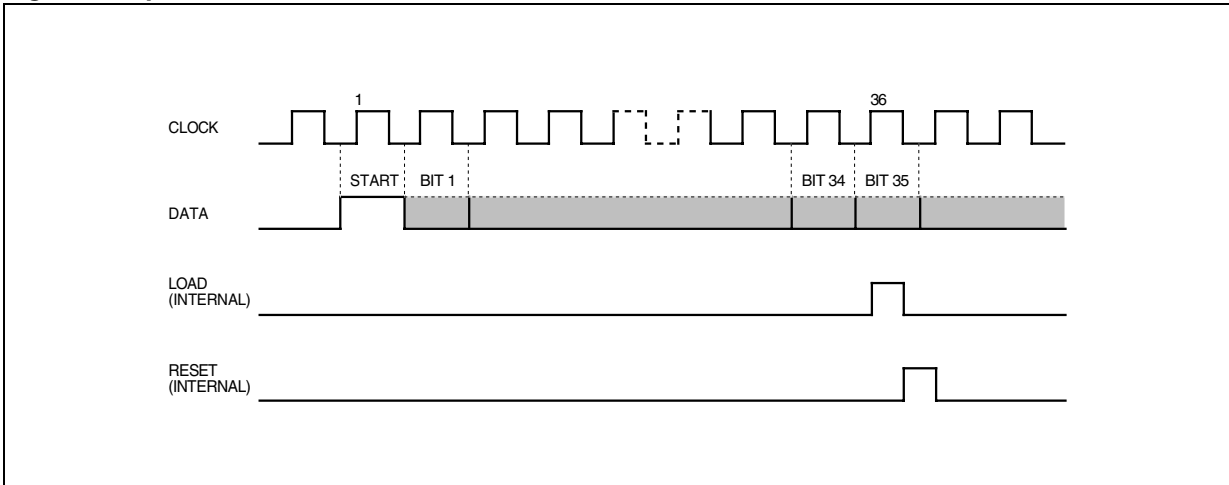 1 36
CLOCK
START BIT 1 BIT 34 BIT 35
DATA
LOAD
(INTERNAL)
RESET
(INTERNAL)